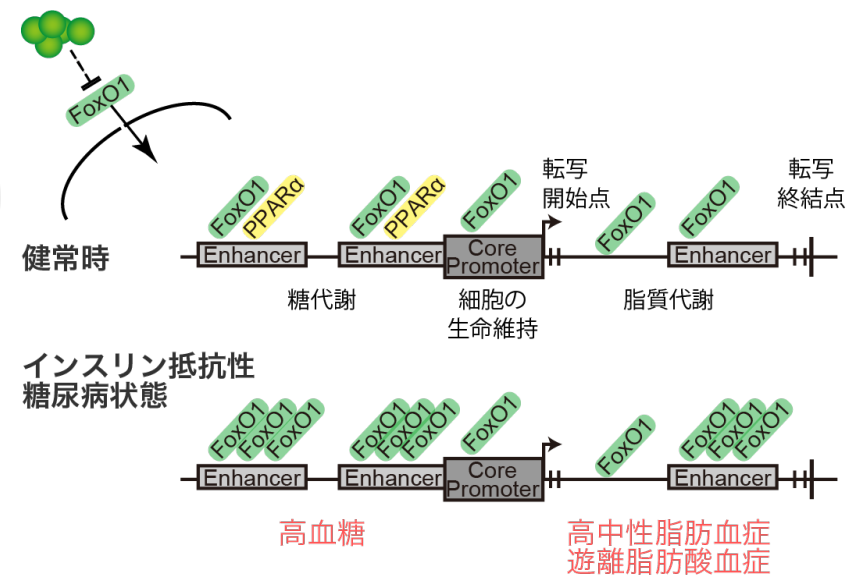 FoxO1
転写
開始点
転写
終結点
FoxO1 PPARα FoxO1 PPARα FoxO1 FoxO1 FoxO1
健常時
Enhancer Enhancer Core Promoter Enhancer
糖代謝
細胞の
生命維持
脂質代謝
インスリン抵抗性
糖尿病状態
FoxO1 FoxO1 FoxO1 FoxO1 FoxO1 FoxO1 FoxO1 FoxO1 FoxO1 FoxO1 FoxO1
Enhancer Enhancer Core Promoter Enhancer
高血糖
高中性脂肪血症
遊離脂肪酸血症